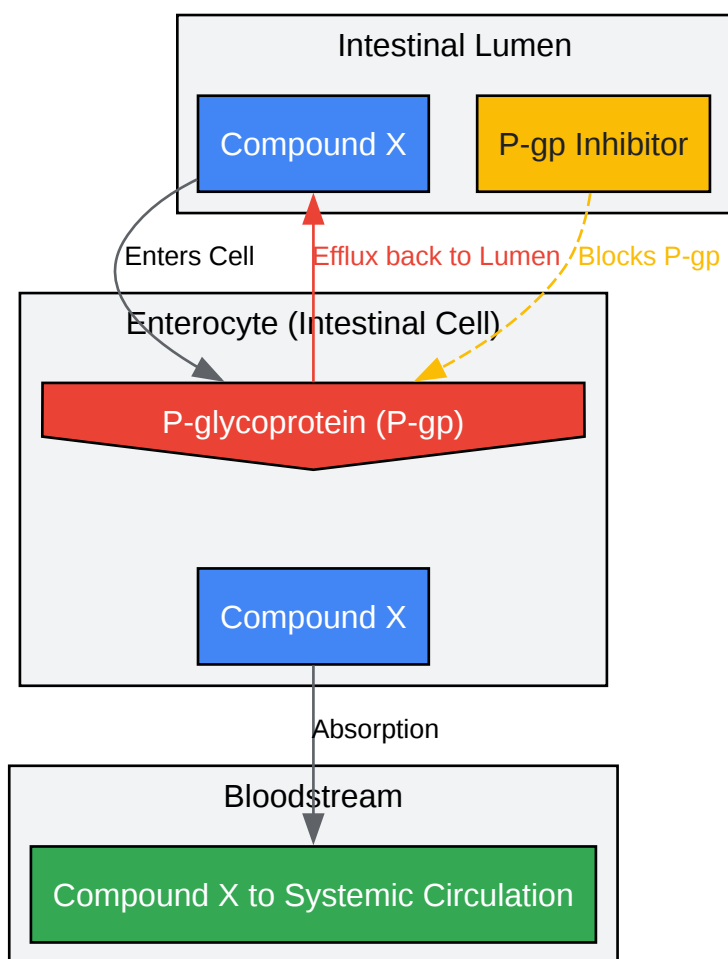 Intestinal Lumen
Compound X
P-gp Inhibitor
Enters Cell
Efflux back to Lumen
Blocks P-gp
Enterocyte (Intestinal Cell)
P-glycoprotein (P-gp)
Compound X
Absorption
Bloodstream
Compound X to Systemic Circulation